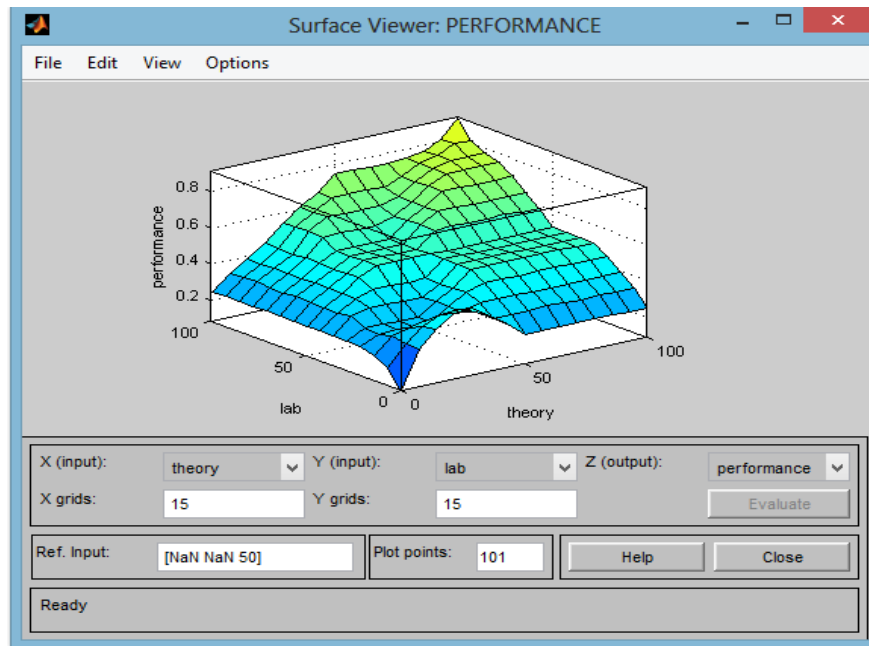 Surface Viewer: PERFORMANCE
File Edit View Options
0.8
0.6
0.4
0.2
performance
100
50
0
lab
0
50
100
theory
X (input): theory Y (input): lab Z (output): performance
X grids: 15 Y grids: 15 Evaluate
Ref. Input: [NaN NaN 50] Plot points: 101 Help Close
Ready